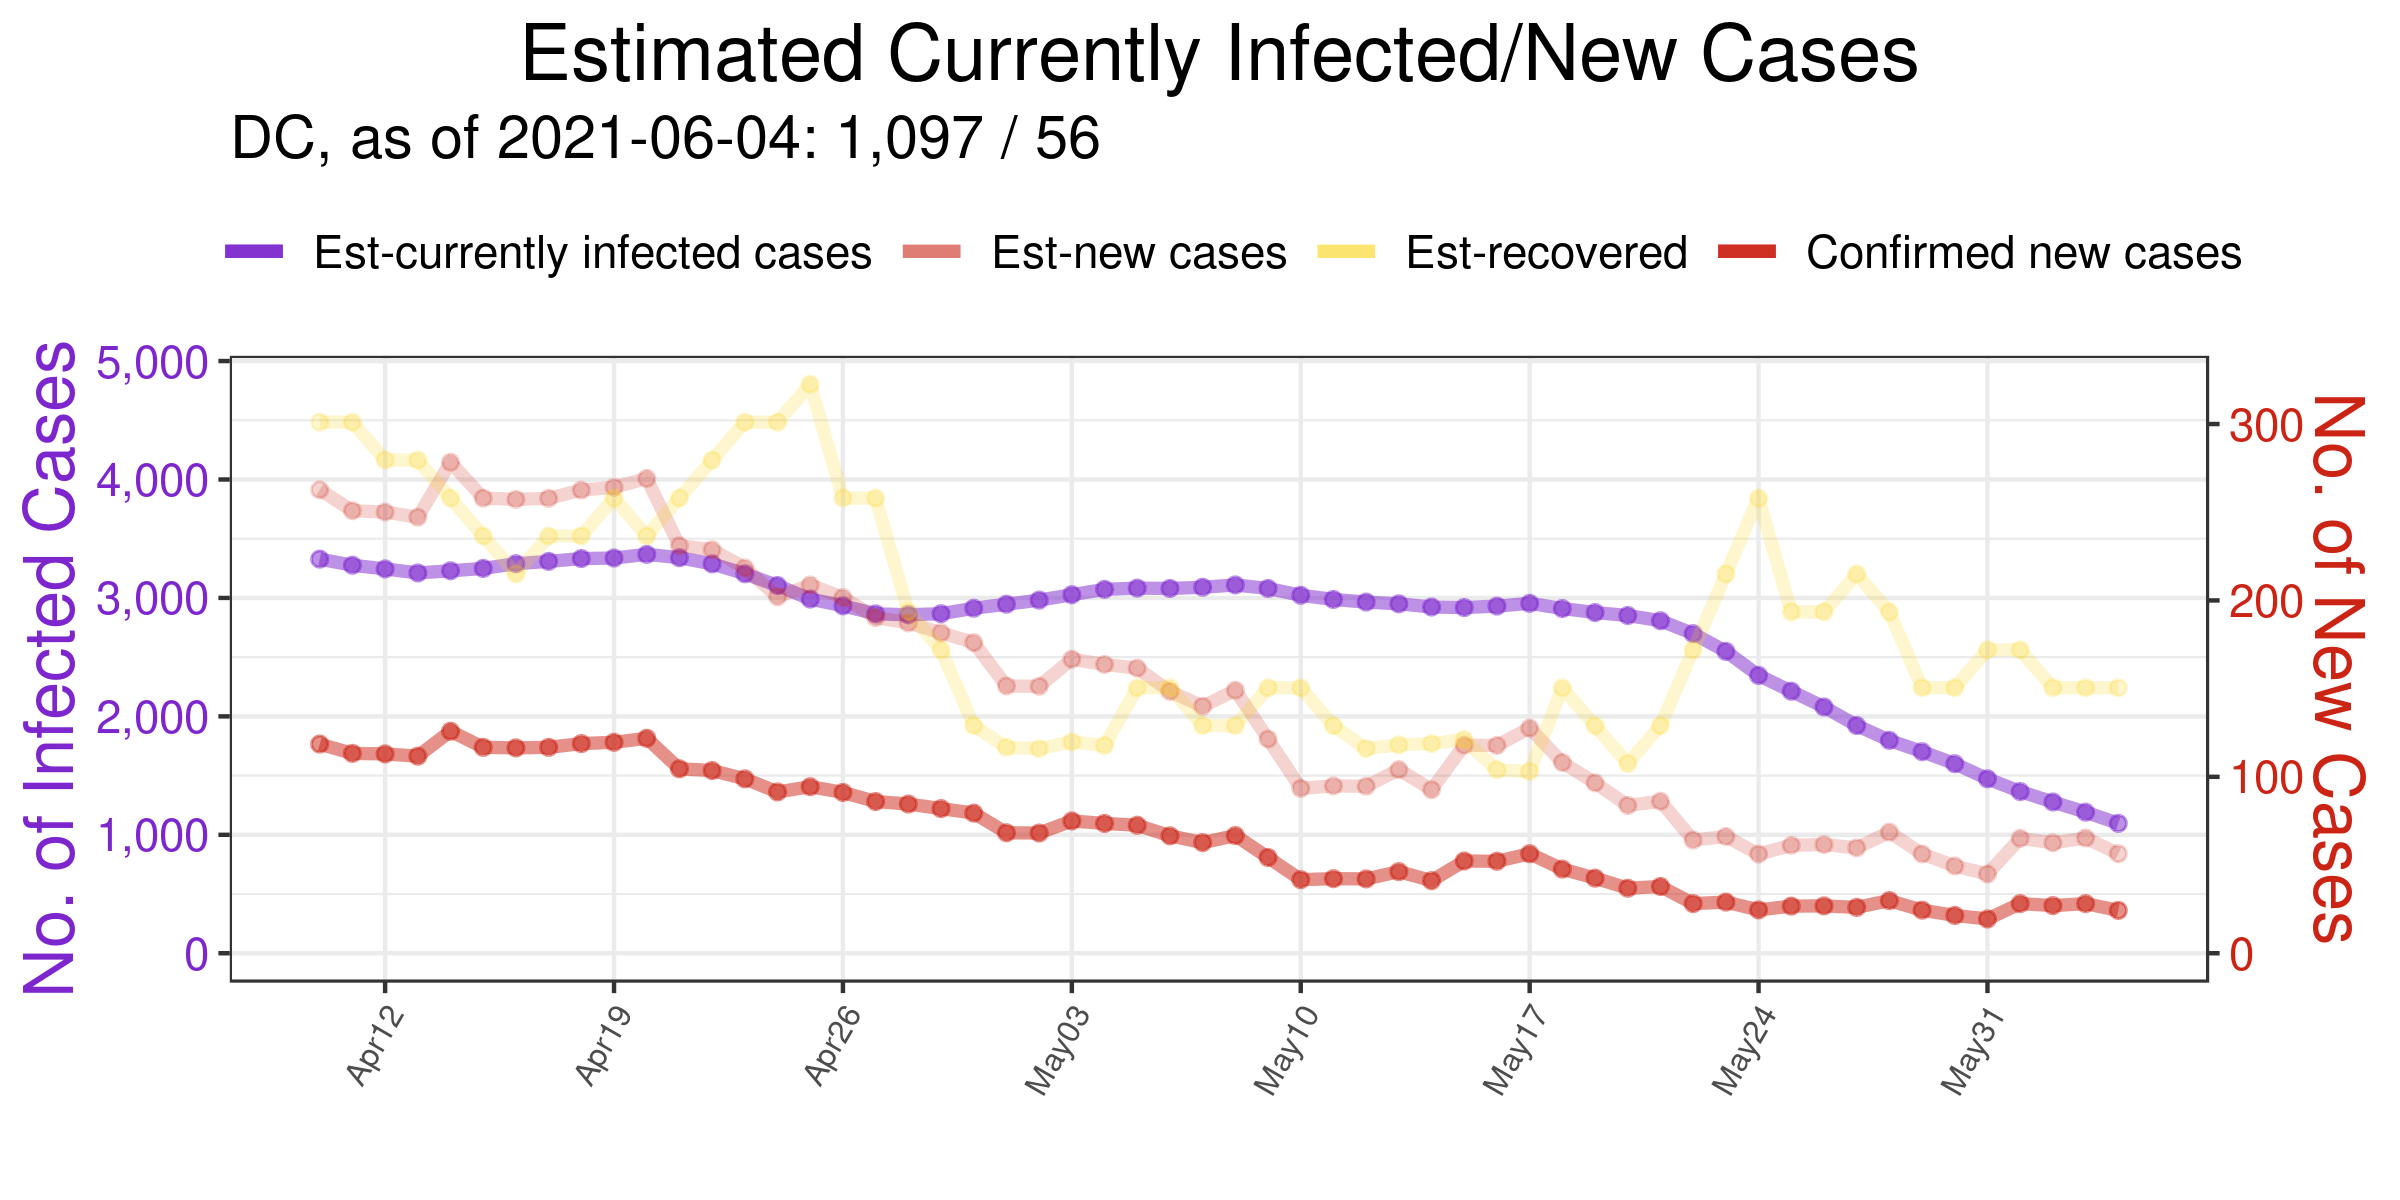 Estimated Currently Infected/New Cases
DC, as of 2021-06-04: 1,097 / 56
Est-currently infected cases Est-new cases Est-recovered Confirmed new cases
No. of Infected Cases
5,000
4,000
3,000
2,000
1,000
0
300
200
100
0
No. of New Cases
Apr12 Apr19 Apr26 May03 May10 May17 May24 May31